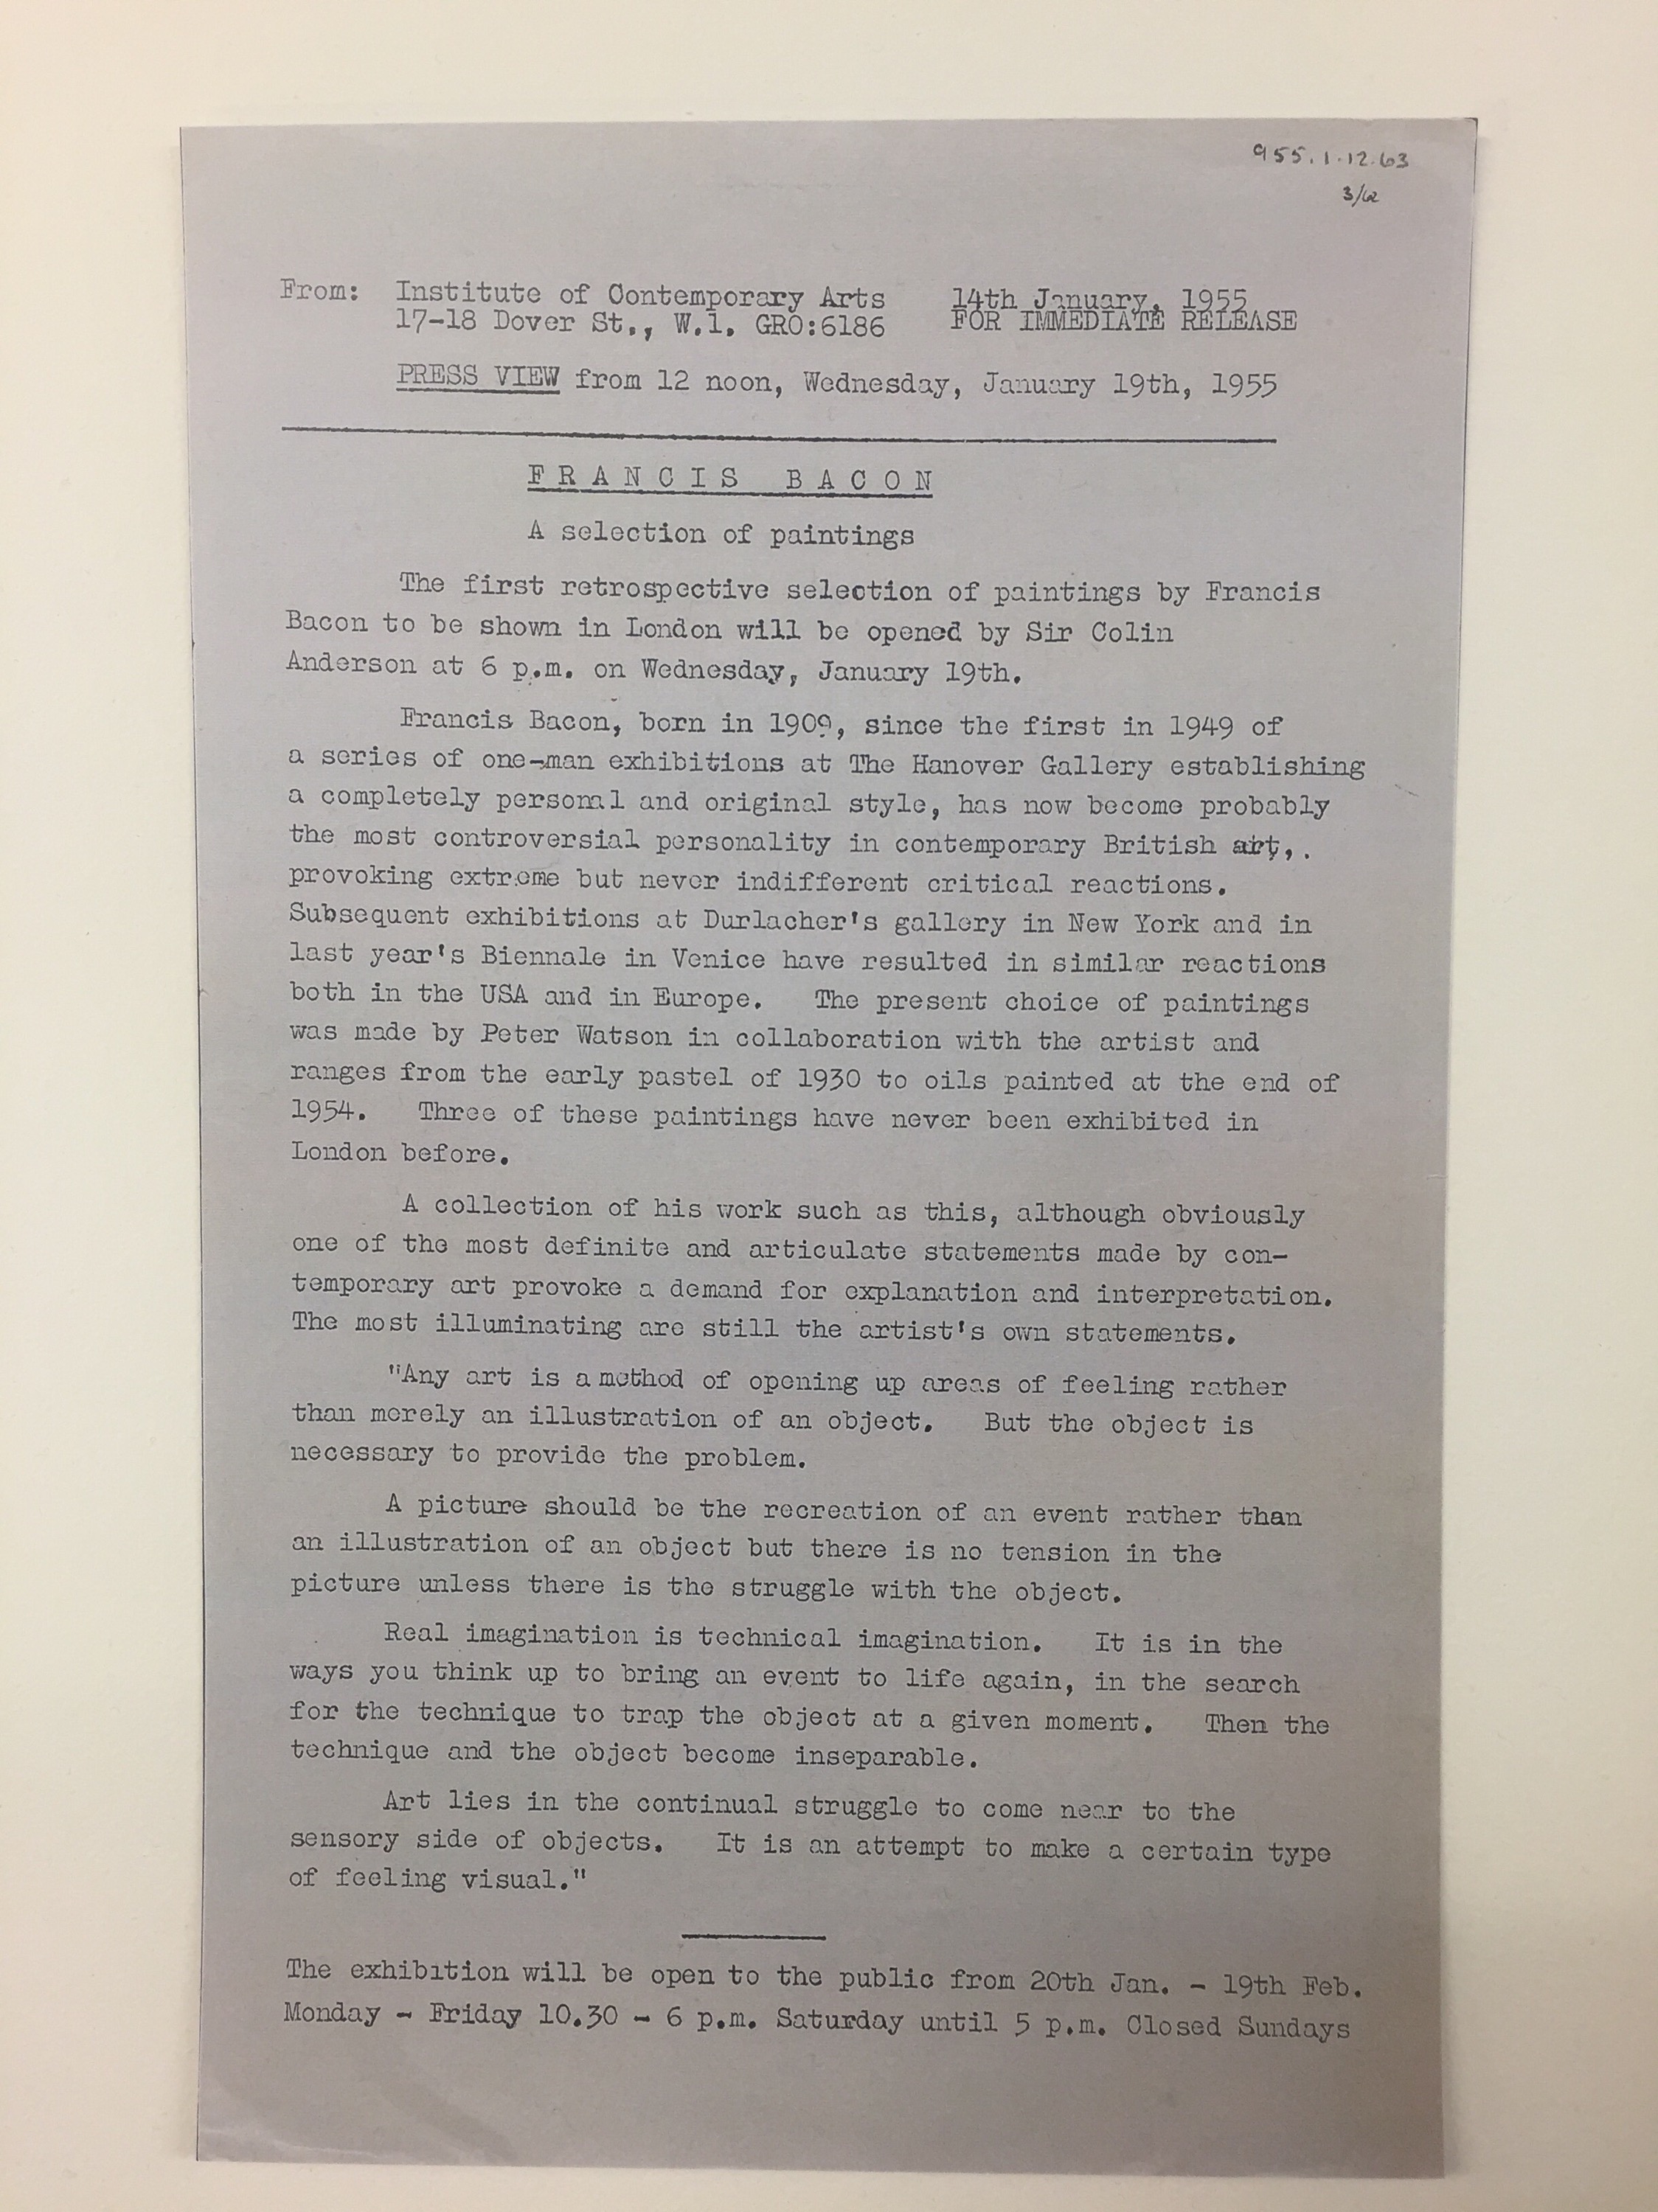 955.1.12.63
3/62
From: Institute of Contemporary Arts 14th January, 1955
17-18 Dover St., W.1. GRO:6186 FOR IMMEDIATE RELEASE
PRESS VIEW from 12 noon, Wednesday, January 19th, 1955
FRANCIS BACON
A selection of paintings
The first retrospective selection of paintings by Francis
Bacon to be shown in London will be opened by Sir Colin
Anderson at 6 p.m. on Wednesday, January 19th.
Francis Bacon, born in 1909, since the first in 1949 of
a series of one-man exhibitions at The Hanover Gallery establishing
a completely personal and original style, has now become probably
the most controversial personality in contemporary British art,.
provoking extreme but never indifferent critical reactions.
Subsequent exhibitions at Durlacher's gallery in New York and in
last year's Biennale in Venice have resulted in similar reactions
both in the USA and in Europe. The present choice of paintings
was made by Peter Watson in collaboration with the artist and
ranges from the early pastel of 1930 to oils painted at the end of
1954. Three of these paintings have never been exhibited in
London before.
A collection of his work such as this, although obviously
one of the most definite and articulate statements made by con-
temporary art provoke a demand for explanation and interpretation.
The most illuminating are still the artist's own statements.
"Any art is a method of opening up areas of feeling rather
than merely an illustration of an object. But the object is
necessary to provide the problem.
A picture should be the recreation of an event rather than
an illustration of an object but there is no tension in the
picture unless there is the struggle with the object.
Real imagination is technical imagination. It is in the
ways you think up to bring an event to life again, in the search
for the technique to trap the object at a given moment. Then the
technique and the object become inseparable.
Art lies in the continual struggle to come near to the
sensory side of objects. It is an attempt to make a certain type
of feeling visual."
The exhibition will be open to the public from 20th Jan. - 19th Feb.
Monday - Friday 10.30 - 6 p.m. Saturday until 5 p.m. Closed Sundays